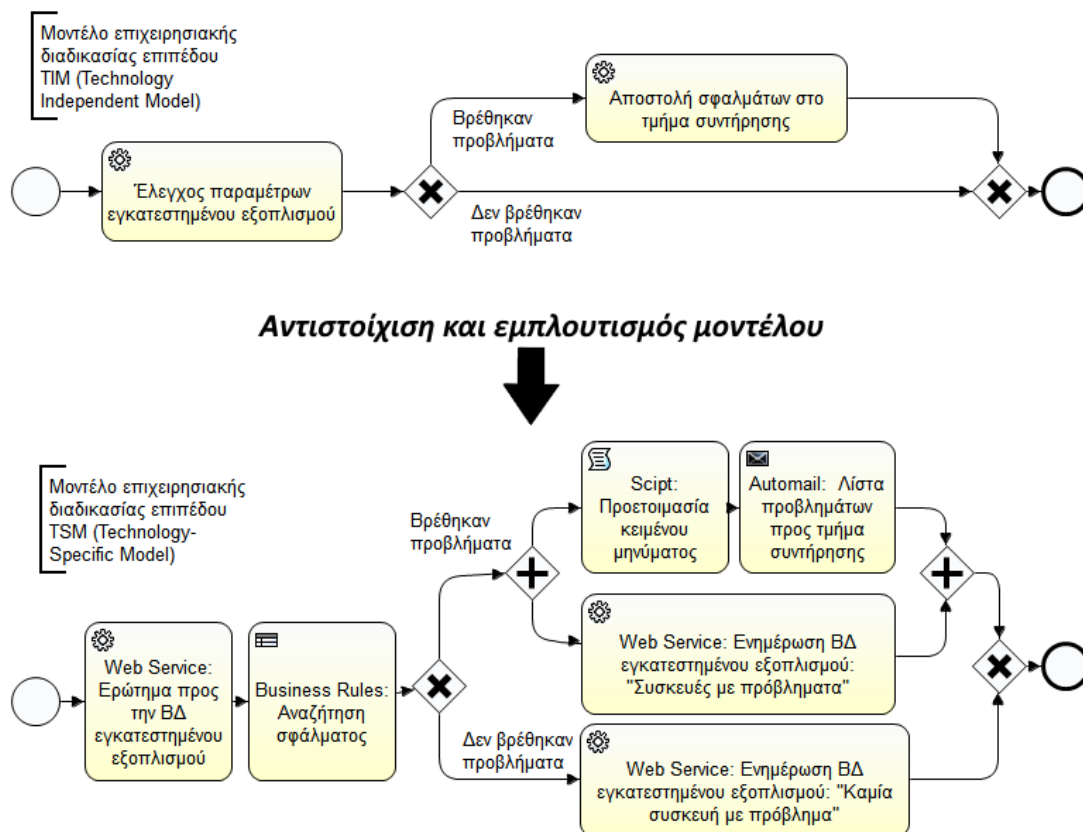 Μοντέλο επιχειρησιακής
διαδικασίας επιπέδου
TIM (Technology
Independent Model)
Έλεγχος παραμέτρων
εγκατεστημένου εξοπλισμού
Βρέθηκαν
προβλήματα
Αποστολή σφαλμάτων στο
τμήμα συντήρησης
Δεν βρέθηκαν
προβλήματα
Αντιστοίχιση και εμπλουτισμός μοντέλου
Μοντέλο επιχειρησιακής
διαδικασίας επιπέδου
TSM (Technology-
Specific Model)
Web Service:
Ερώτημα προς
την ΒΔ
εγκατεστημένου
εξοπλισμού
Business Rules:
Αναζήτηση
σφάλματος
Βρέθηκαν
προβλήματα
Scipt:
Προετοιμασία
κειμένου
μηνύματος
Automail: Λίστα
προβλημάτων
προς τμήμα
συντήρησης
Web Service: Ενημέρωση ΒΔ
εγκατεστημένου εξοπλισμού:
"Συσκευές με πρόβληματα"
Δεν βρέθηκαν
προβλήματα
Web Service: Ενημέρωση ΒΔ
εγκατεστημένου εξοπλισμού: "Καμία
συσκευή με πρόβλημα"